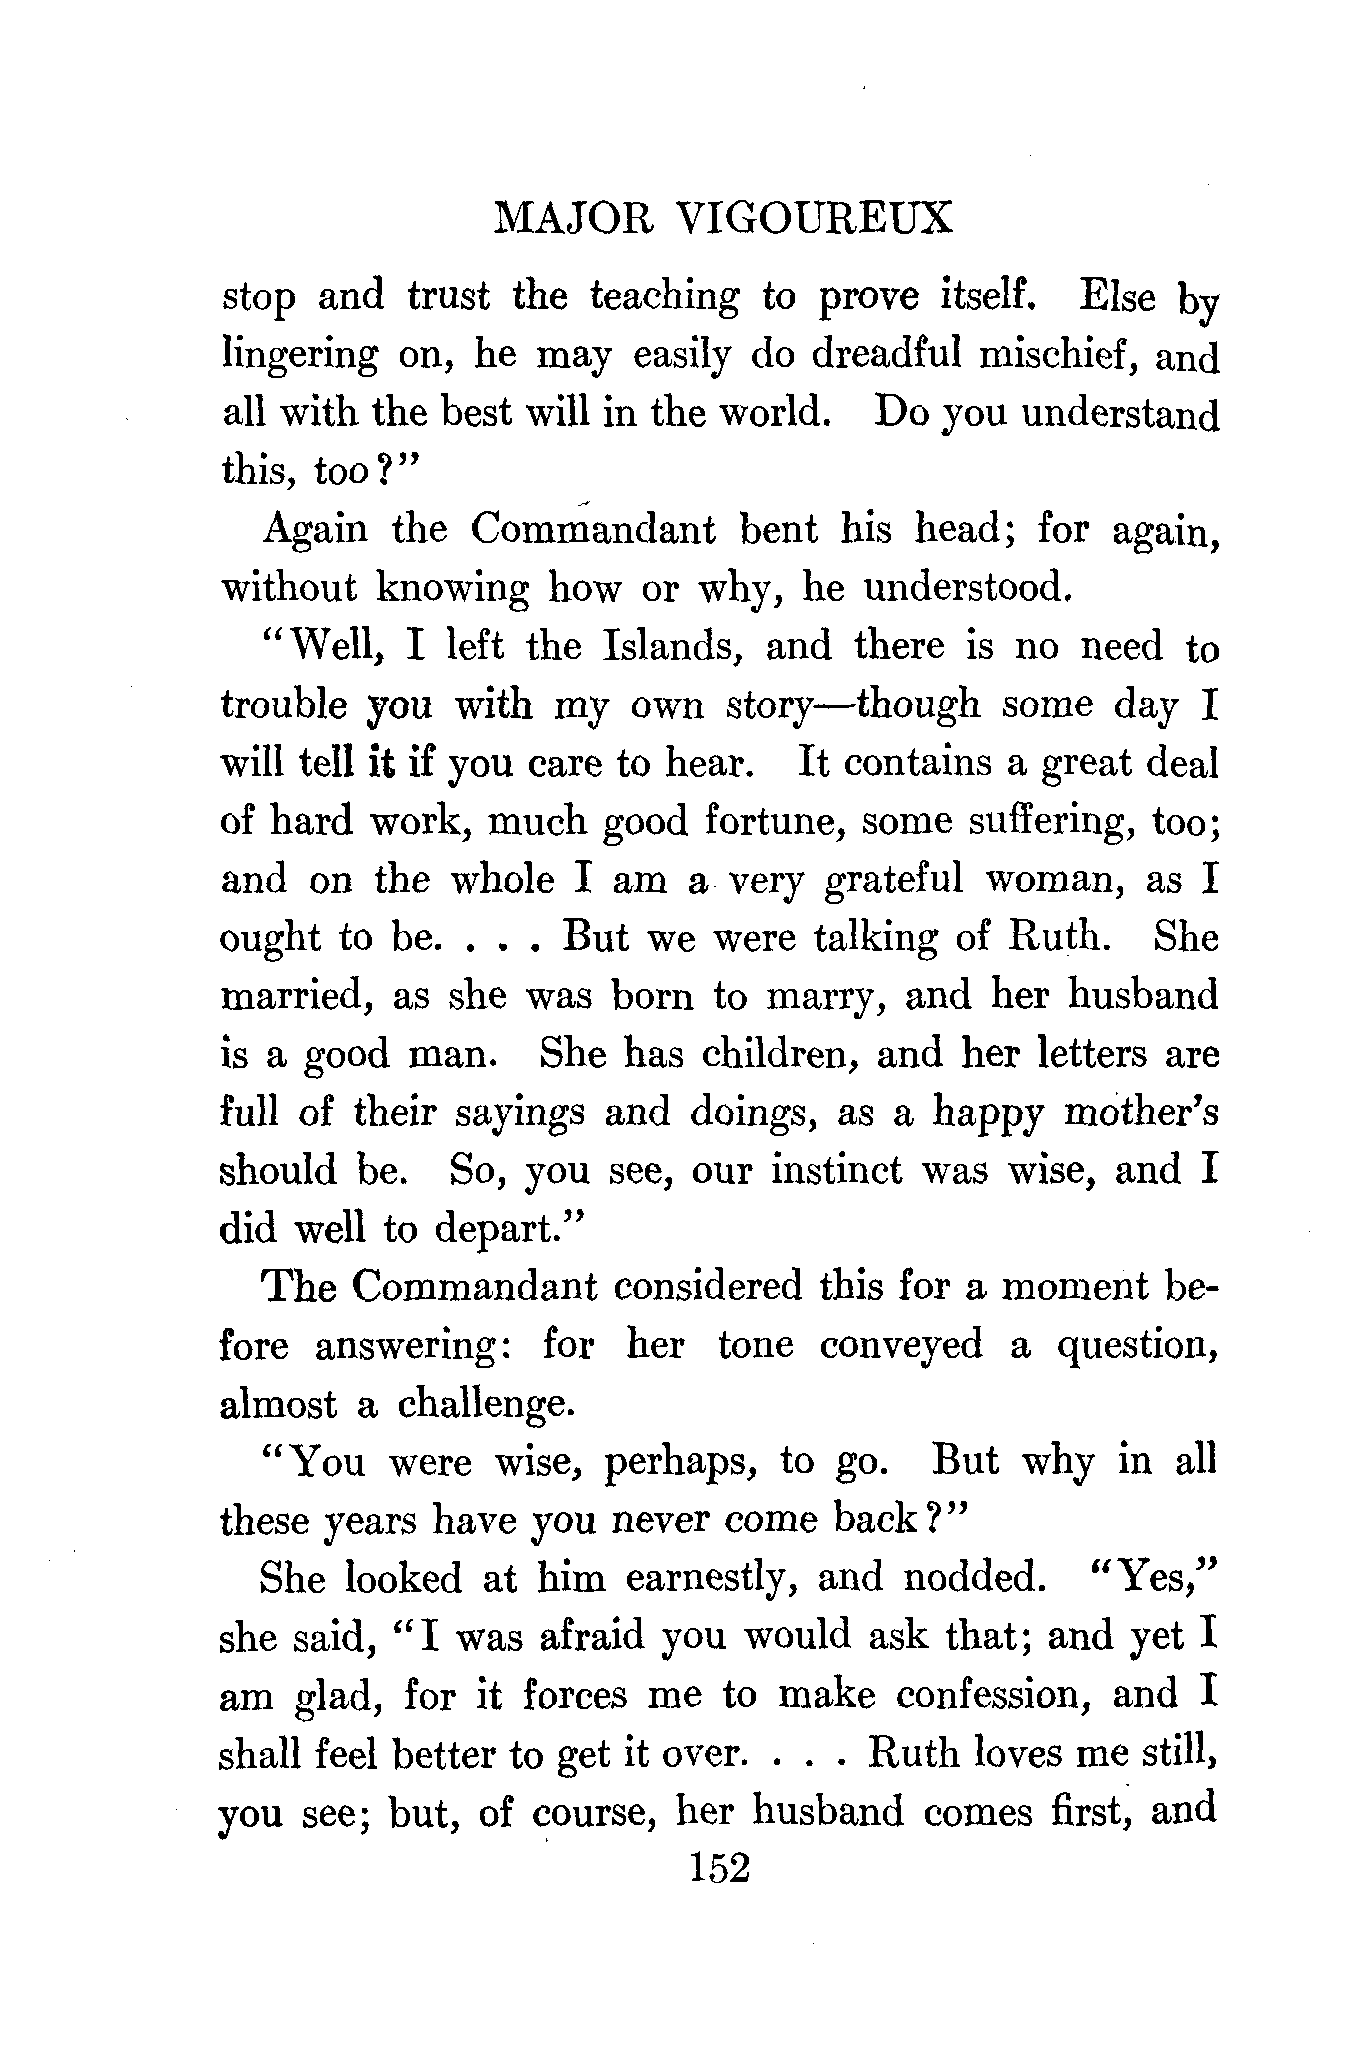 MAJOR VIGOUREUX
stop and trust the teaching to prove itself. Else by
lingering on, he may easily do dreadful mischief, and
all with the best will in the world. Do you understand
this, too?"
Again the Commandant bent his head; for again,
without knowing how or why, he understood.
"Well, I left the Islands, and there is no need to
trouble you with my own story—though some day I
will tell it if you care to hear. It contains a great deal
of hard work, much good fortune, some suffering, too;
and on the whole I am a very grateful woman, as I
ought to be. . . . But we were talking of Ruth. She
married, as she was born to marry, and her husband
is a good man. She has children, and her letters are
full of their sayings and doings, as a happy mother's
should be. So, you see, our instinct was wise, and I
did well to depart."
The Commandant considered this for a moment be-
fore answering: for her tone conveyed a question,
almost a challenge.
"You were wise, perhaps, to go. But why in all
these years have you never come back?"
She looked at him earnestly, and nodded. "Yes,"
she said, "I was afraid you would ask that; and yet I
am glad, for it forces me to make confession, and I
shall feel better to get it over. . . . Ruth loves me still,
you see; but, of course, her husband comes first, and
152